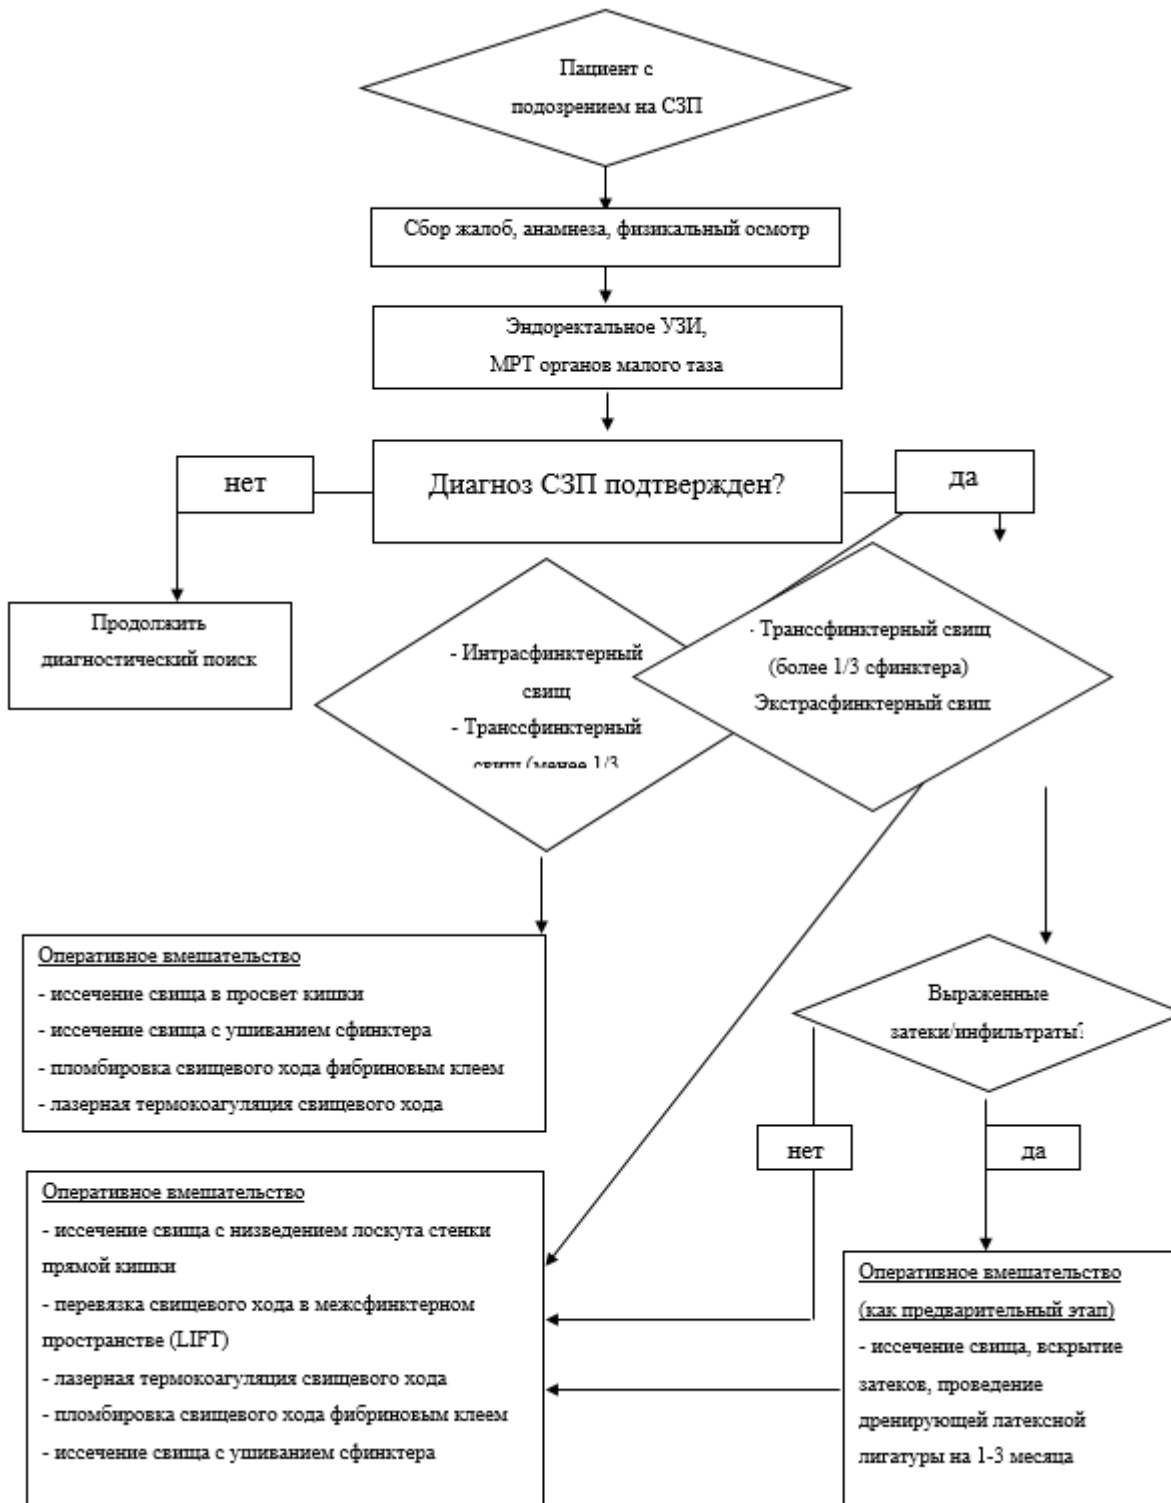 Пациент с
подозрением на СЗП
Сбор жалоб, анамнеза, физикальный осмотр
Эндоректальное УЗИ,
МРТ органов малого таза
Диагноз СЗП подтвержден?
нет
да
Продолжить
диагностический поиск
- Интрасфинктерный
свищ
- Транссфинктерный
свищ (менее 1/3
- Транссфинктерный свищ
(более 1/3 сфинктера)
Экстрасфинктерный свищ
Оперативное вмешательство
- иссечение свища в просвет кишки
- иссечение свища с ушиванием сфинктера
- пломбировка свищевого хода фибриновым клеем
- лазерная термокоагуляция свищевого хода
Выраженные
затеки/инфильтраты?
нет
да
Оперативное вмешательство
- иссечение свища с низведением лоскута стенки
прямой кишки
- перевязка свищевого хода в межсфинктерном
пространстве (LIFT)
- лазерная термокоагуляция свищевого хода
- пломбировка свищевого хода фибриновым клеем
- иссечение свища с ушиванием сфинктера
Оперативное вмешательство
(как предварительный этап)
- иссечение свища, вскрытие
затеков, проведение
дренирующей латексной
лигатуры на 1-3 месяца